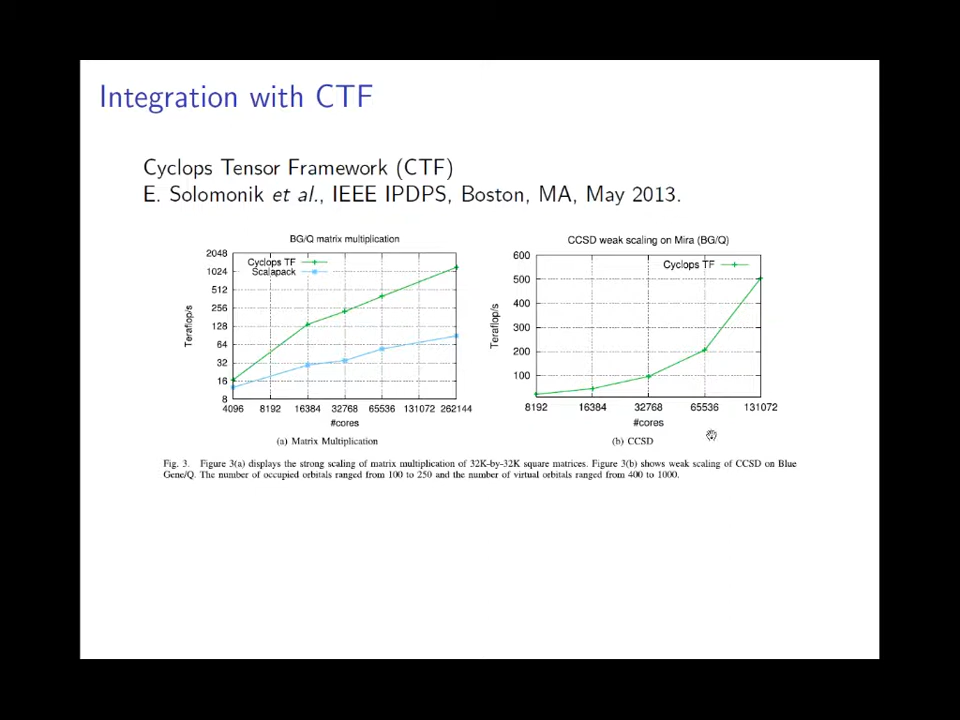 Integration with CTF
Cyclops Tensor Framework (CTF)
E. Solomonik et al., IEEE IPDPS, Boston, MA, May 2013.
BG/Q matrix multiplication
2048
1024
512
256
128
64
32
16
8
Teraflop/s
Cyclops TF
Scalapack
4096 8192 16384 32768 65536 131072 262144
#cores
(a) Matrix Multiplication
CCSD weak scaling on Mira (BG/Q)
600
500
400
300
200
100
Teraflop/s
Cyclops TF
8192 16384 32768 65536 131072
#cores
(b) CCSD
Fig. 3. Figure 3(a) displays the strong scaling of matrix multiplication of 32K-by-32K square matrices. Figure 3(b) shows weak scaling of CCSD on Blue
Gene/Q. The number of occupied orbitals ranged from 100 to 250 and the number of virtual orbitals ranged from 400 to 1000.